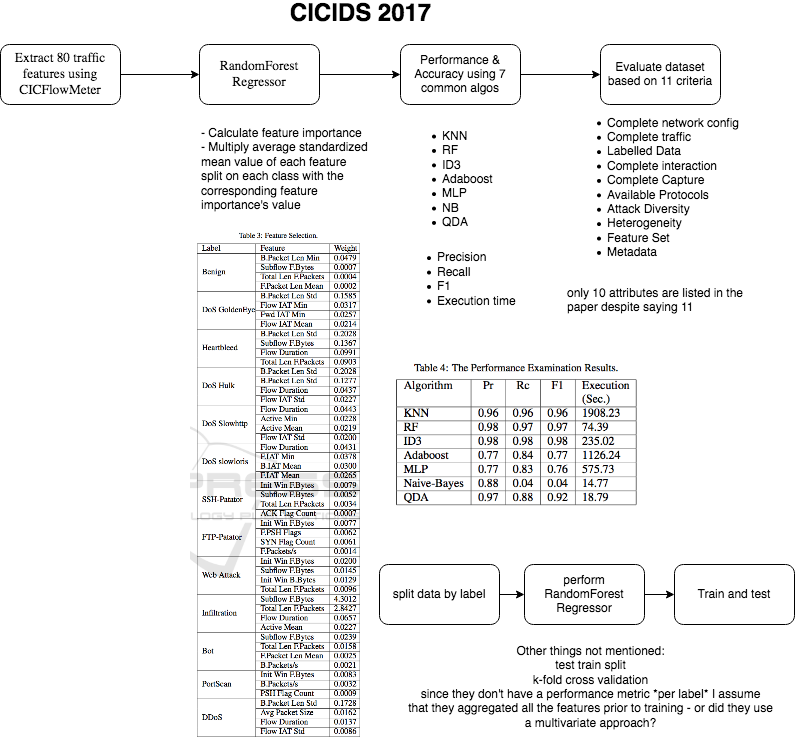 CICIDS 2017
Extract 80 traffic
features using
CICFlowMeter
RandomForest
Regressor
Performance &
Accuracy using 7
common algos
Evaluate dataset
based on 11 criteria
- Calculate feature importance
- Multiply average standardized
mean value of each feature
split on each class with the
corresponding feature
importance's value
• KNN
• RF
• ID3
• Adaboost
• MLP
• NB
• QDA
• Precision
• Recall
• F1
• Execution time
• Complete network config
• Complete traffic
• Labelled Data
• Complete interaction
• Complete Capture
• Available Protocols
• Attack Diversity
• Heterogeneity
• Feature Set
• Metadata
only 10 attributes are listed in the
paper despite saying 11
Table 3: Feature Selection.
Label Feature Weight
Benign
B.Packet Len Min 0.0479
Subflow F.Bytes 0.0007
Total Len F.Packets 0.0004
F.Packet Len Mean 0.0002
DoS GoldenEye
B.Packet Len Std 0.1585
Flow IAT Min 0.0317
Fwd IAT Min 0.0257
Flow IAT Mean 0.0214
Heartbleed
B.Packet Len Std 0.2028
Subflow F.Bytes 0.1367
Flow Duration 0.0991
Total Len F.Packets 0.0903
DoS Hulk
B.Packet Len Std 0.2028
B.Packet Len Std 0.1277
Flow Duration 0.0437
Flow IAT Std 0.0227
DoS Slowhttp
Flow Duration 0.0443
Active Min 0.0228
Active Mean 0.0219
Flow IAT Std 0.0200
DoS slowloris
Flow Duration 0.0431
F.IAT Min 0.0378
B.IAT Mean 0.0300
F.IAT Mean 0.0265
SSH-Patator
Init Win F.Bytes 0.0079
Subflow F.Bytes 0.0052
Total Len F.Packets 0.0034
ACK Flag Count 0.0007
FTP-Patator
Init Win F.Bytes 0.0077
F.PSH Flags 0.0062
SYN Flag Count 0.0061
F.Packets/s 0.0014
Web Attack
Init Win F.Bytes 0.0200
Subflow F.Bytes 0.0145
Init Win B.Bytes 0.0129
Total Len F.Packets 0.0096
Infiltration
Subflow F.Bytes 4.3012
Total Len F.Packets 2.8427
Flow Duration 0.0657
Active Mean 0.0227
Bot
Subflow F.Bytes 0.0239
Total Len F.Packets 0.0158
F.Packet Len Mean 0.0025
B.Packets/s 0.0021
PortScan
Init Win F.Bytes 0.0083
B.Packets/s 0.0032
PSH Flag Count 0.0009
DDoS
B.Packet Len Std 0.1728
Avg Packet Size 0.0162
Flow Duration 0.0137
Flow IAT Std 0.0086
Table 4: The Performance Examination Results.
Algorithm Pr Rc F1 Execution
(Sec.)
KNN 0.96 0.96 0.96 1908.23
RF 0.98 0.97 0.97 74.39
ID3 0.98 0.98 0.98 235.02
Adaboost 0.77 0.84 0.77 1126.24
MLP 0.77 0.83 0.76 575.73
Naive-Bayes 0.88 0.04 0.04 14.77
QDA 0.97 0.88 0.92 18.79
split data by label
perform
RandomForest
Regressor
Train and test
Other things not mentioned:
test train split
k-fold cross validation
since they don't have a performance metric *per label* I assume
that they aggregated all the features prior to training - or did they use
a multivariate approach?